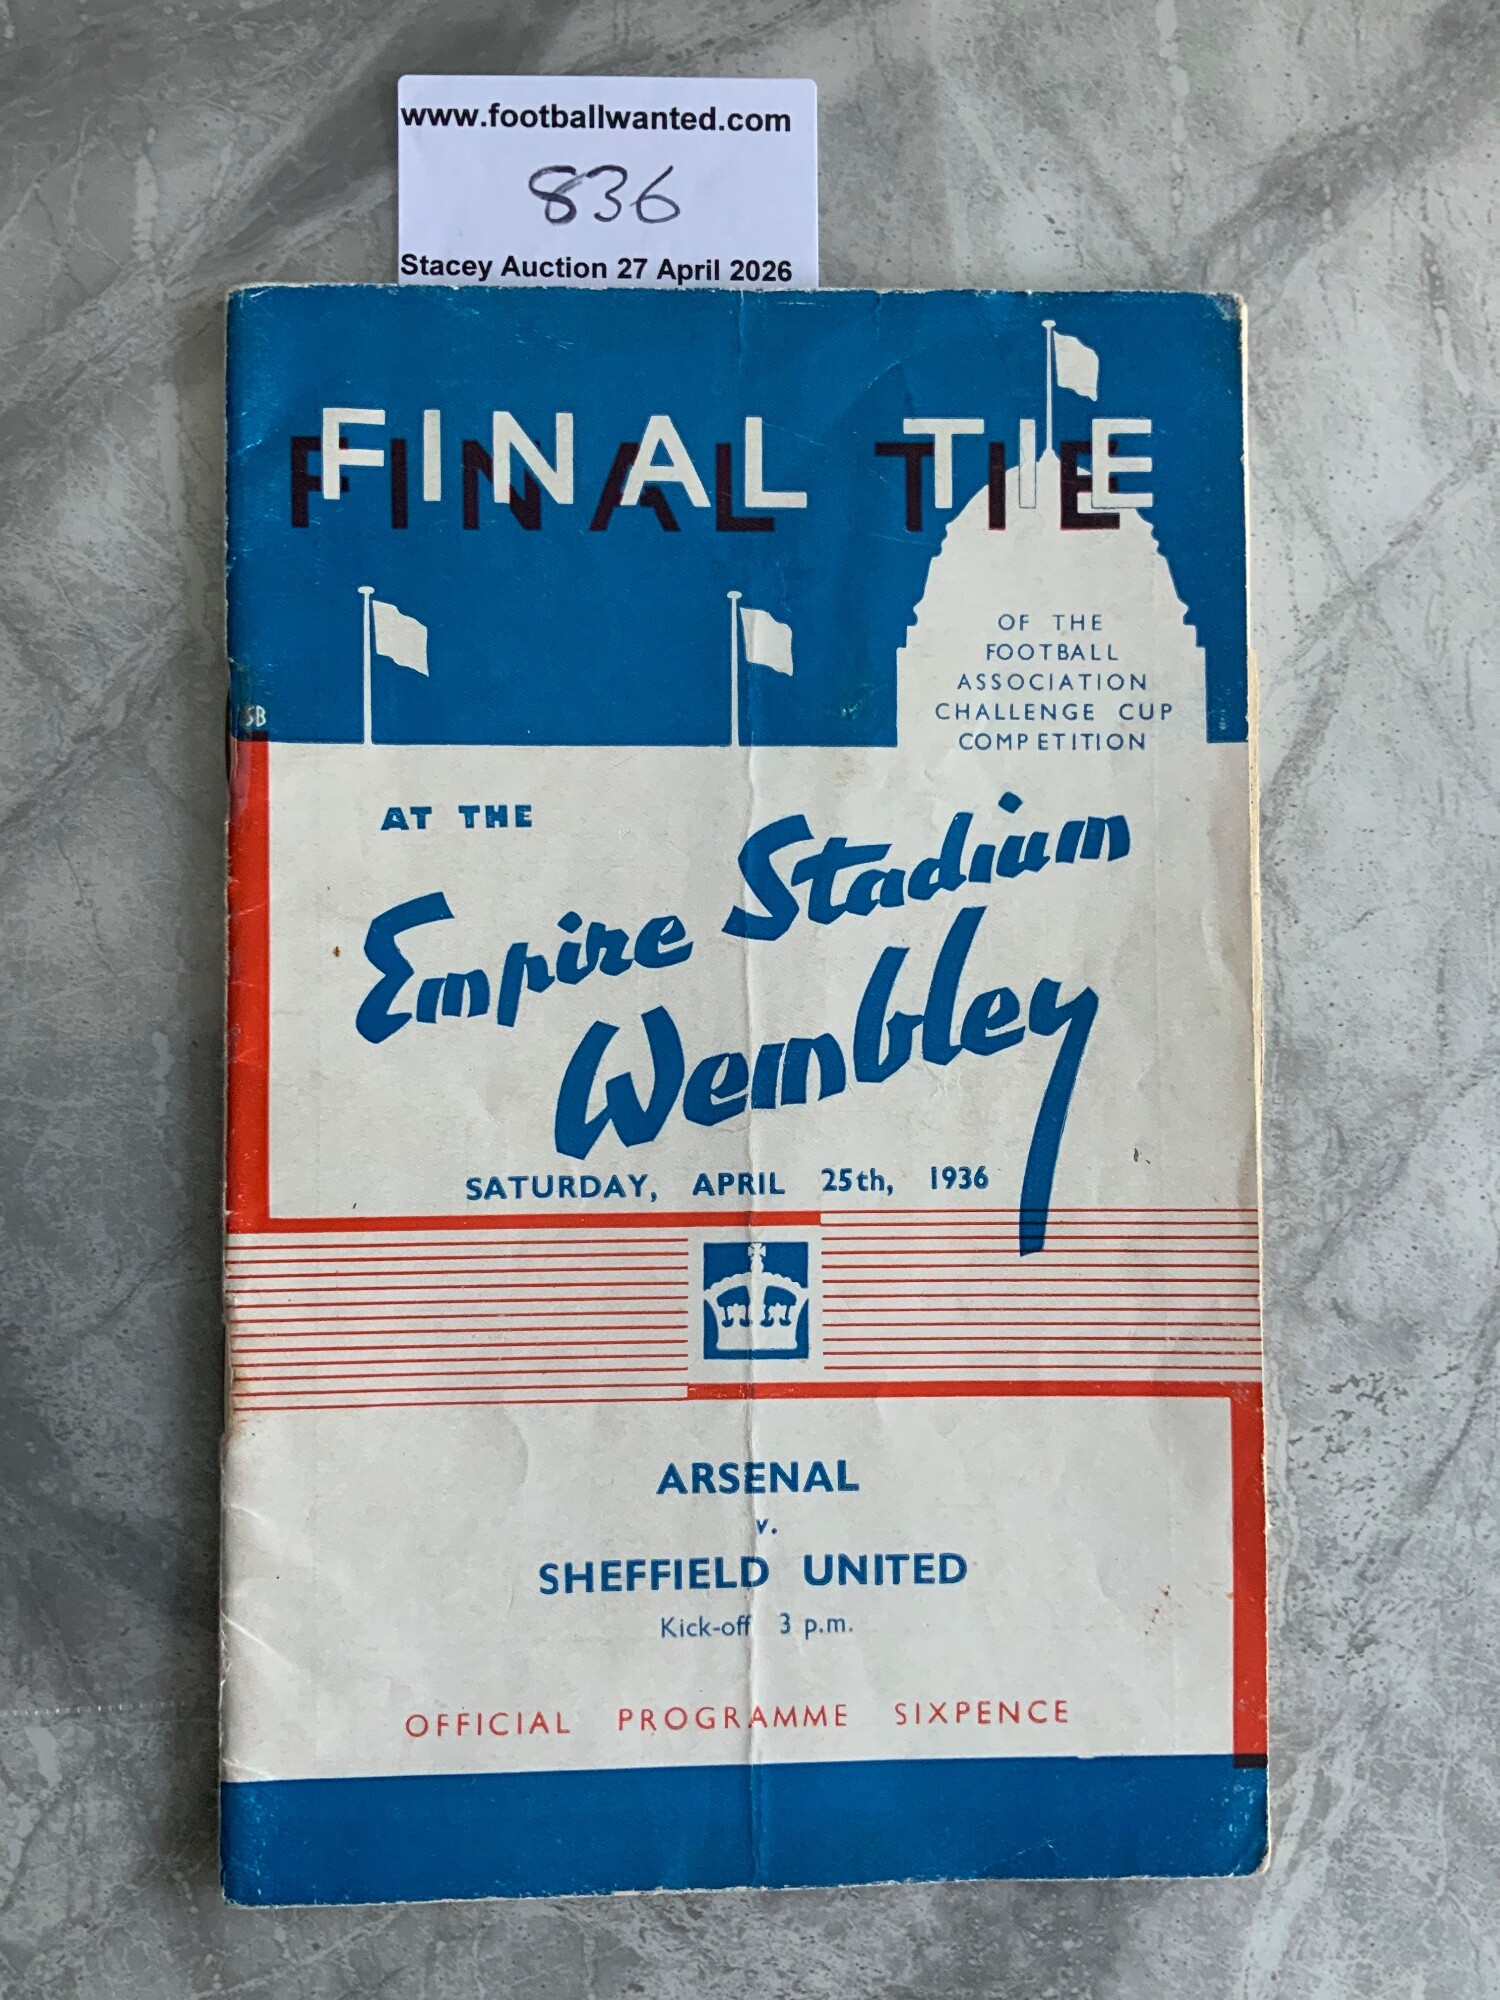 www.footballwanted.com
836
Stacey Auction 27 April 2026
FINAL TIE
OF THE
FOOTBALL
ASSOCIATION
CHALLENGE CUP
COMPETITION
SB
AT THE
Empire Stadium
Wembley
SATURDAY, APRIL 25th, 1936
ARSENAL
v.
SHEFFIELD UNITED
Kick-off 3 p.m.
OFFICIAL PROGRAMME SIXPENCE